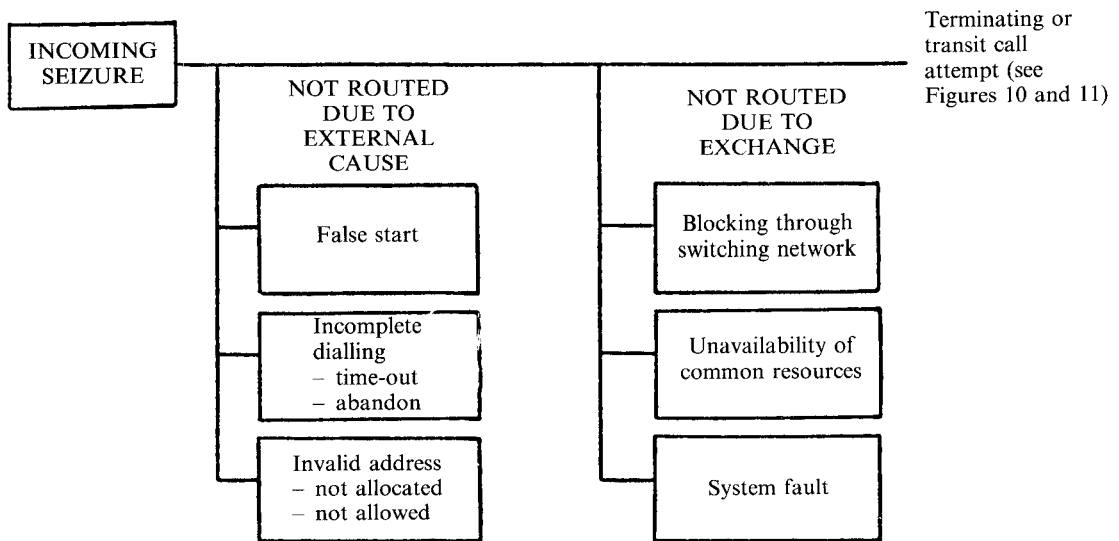 INCOMING
SEIZURE
Terminating or
transit call
attempt (see
Figures 10 and 11)
NOT ROUTED
DUE TO
EXTERNAL
CAUSE
False start
Incomplete
dialling
– time-out
– abandon
Invalid address
– not allocated
– not allowed
NOT ROUTED
DUE TO
EXCHANGE
Blocking through
switching network
Unavailability of
common resources
System fault